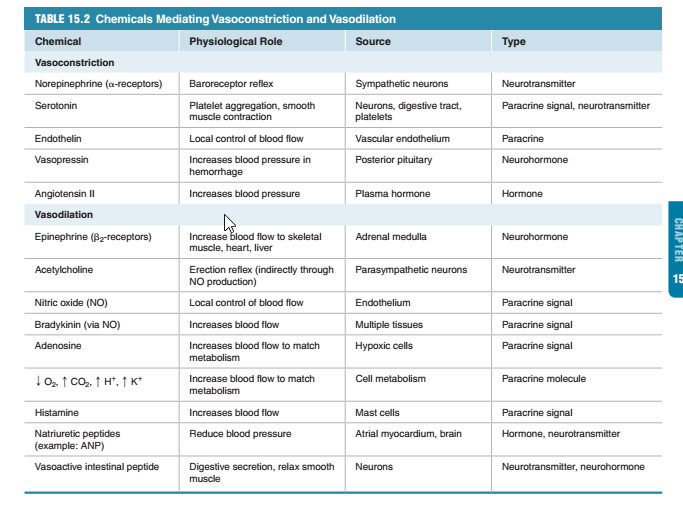 TABLE 15.2 Chemicals Mediating Vasoconstriction and Vasodilation
Chemical Physiological Role Source Type
Vasoconstriction
Norepinephrine (α-receptors) Baroreceptor reflex Sympathetic neurons Neurotransmitter
Serotonin Platelet aggregation, smooth Neurons, digestive tract, Paracrine signal, neurotransmitter
muscle contraction platelets
Endothelin Local control of blood flow Vascular endothelium Paracrine
Vasopressin Increases blood pressure in Posterior pituitary Neurohormone
hemorrhage
Angiotensin II Increases blood pressure Plasma hormone Hormone
Vasodilation
Epinephrine (β₂-receptors) Increase blood flow to skeletal Adrenal medulla Neurohormone
muscle, heart, liver
Acetylcholine Erection reflex (indirectly through Parasympathetic neurons Neurotransmitter
NO production)
Nitric oxide (NO) Local control of blood flow Endothelium Paracrine signal
Bradykinin (via NO) Increases blood flow Multiple tissues Paracrine signal
Adenosine Increases blood flow to match Hypoxic cells Paracrine signal
metabolism
↓ O₂, ↑ CO₂, ↑ H⁺, ↑ K⁺ Increase blood flow to match Cell metabolism Paracrine molecule
metabolism
Histamine Increases blood flow Mast cells Paracrine signal
Natriuretic peptides Reduce blood pressure Atrial myocardium, brain Hormone, neurotransmitter
(example: ANP)
Vasoactive intestinal peptide Digestive secretion, relax smooth Neurons Neurotransmitter, neurohormone
muscle
CHAPTER
15